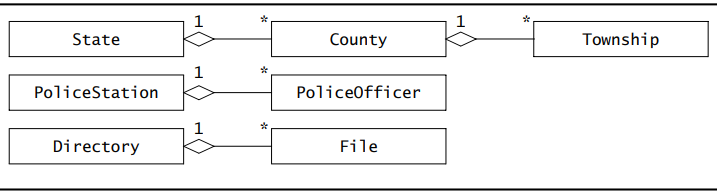 1 * 1 *
State County Township
1 *
PoliceStation PoliceOfficer
1 *
Directory File